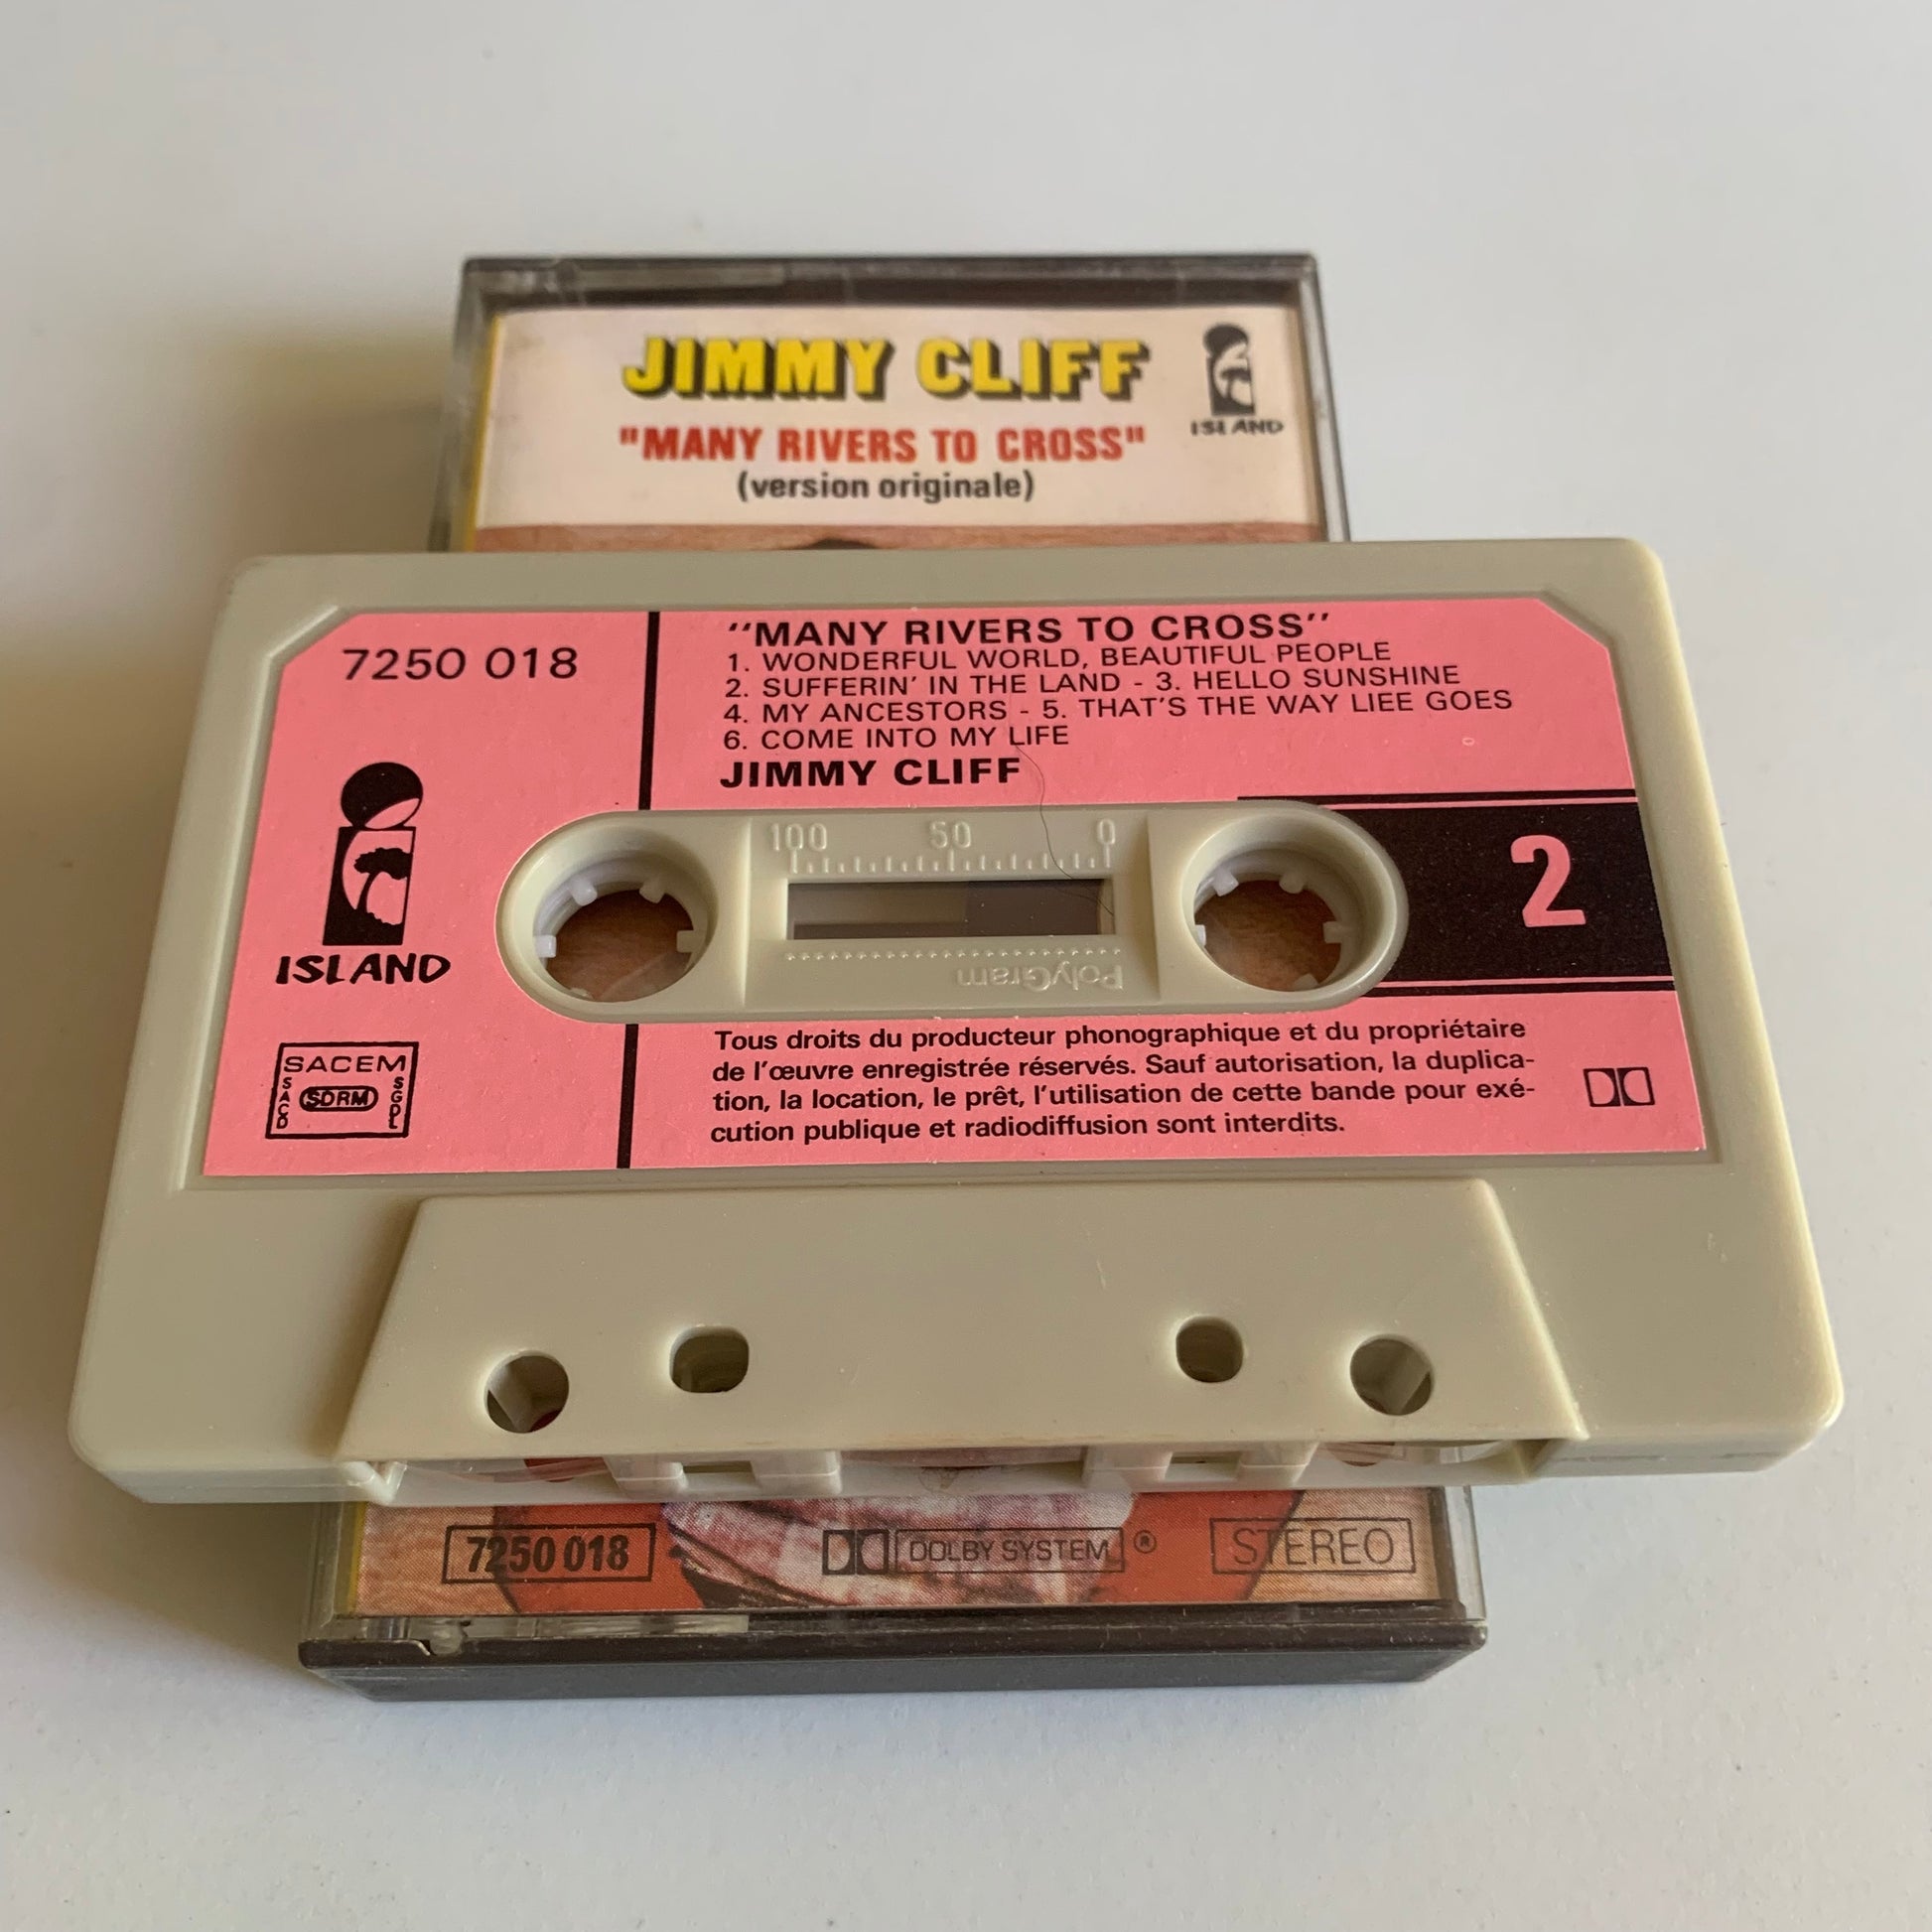 JIMMY CLIFF
"MANY RIVERS TO CROSS"
(version originale)
ISLAND
7250 018
"MANY RIVERS TO CROSS"
1. WONDERFUL WORLD, BEAUTIFUL PEOPLE
2. SUFFERIN' IN THE LAND - 3. HELLO SUNSHINE
4. MY ANCESTORS - 5. THAT'S THE WAY LIEE GOES
6. COME INTO MY LIFE
JIMMY CLIFF
100 50 0
PolyGram
2
ISLAND
SACEM
SACD SDRM SGDL
Tous droits du producteur phonographique et du propriétaire
de l'œuvre enregistrée réservés. Sauf autorisation, la duplica-
tion, la location, le prêt, l'utilisation de cette bande pour exé-
cution publique et radiodiffusion sont interdits.
7250 018
DOLBY SYSTEM ®
STEREO